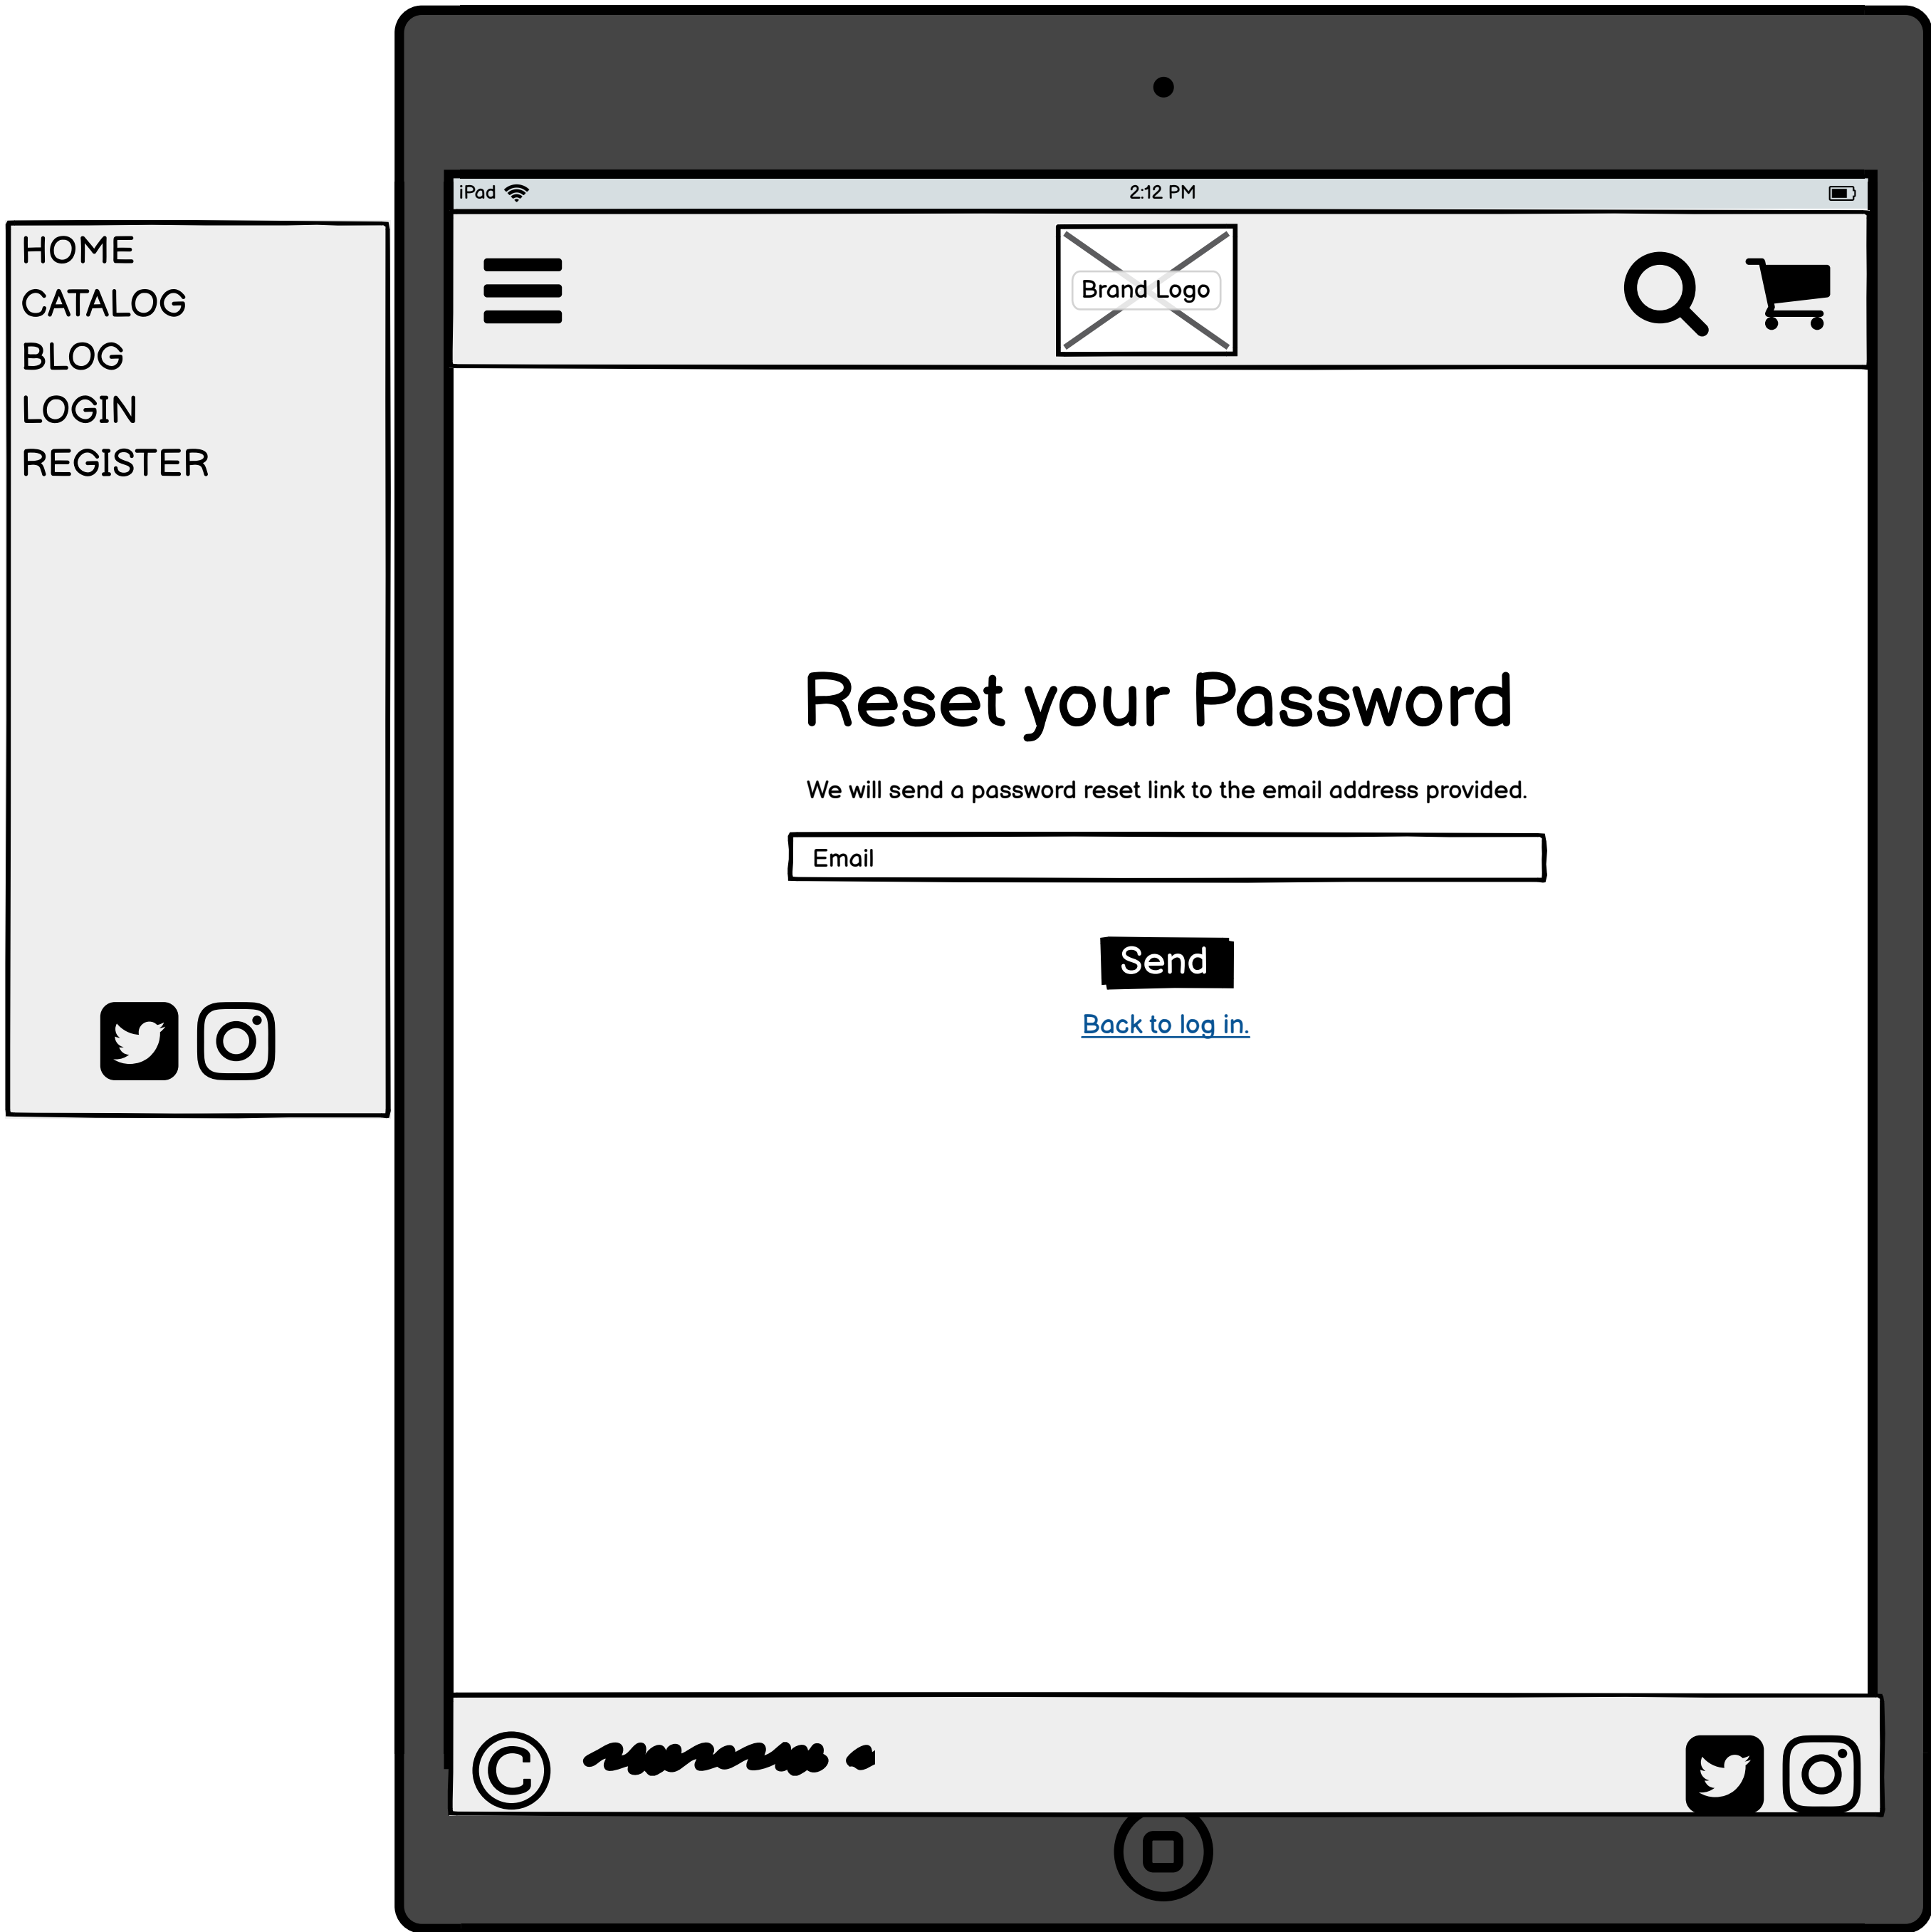 HOME
CATALOG
BLOG
LOGIN
REGISTER
iPad
2:12 PM
Brand Logo
Reset your Password
We will send a password reset link to the email address provided.
Email
Send
Back to log in.
©